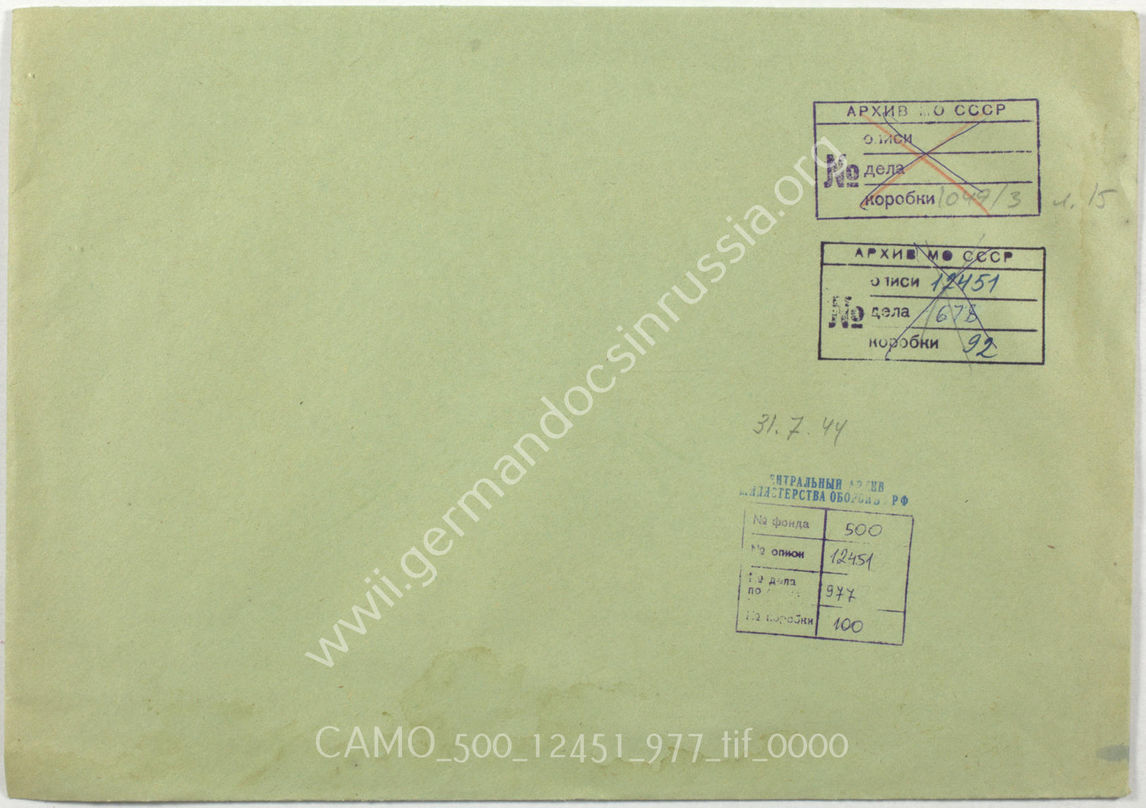 АРХИВ МО СССР
описи
№ дела
коробки 1049/3 л. 15
АРХИВ МО СССР
описи 12451
№ дела 678
коробки 92
31.7.44
ЦЕНТРАЛЬНЫЙ АРХИВ
МИНИСТЕРСТВА ОБОРОНЫ РФ
№ фонда 500
№ описи 12451
№ дела
по 977
№ коробки 100
www.germandocsinrussia.org
CAMO_500_12451_977_tif_0000